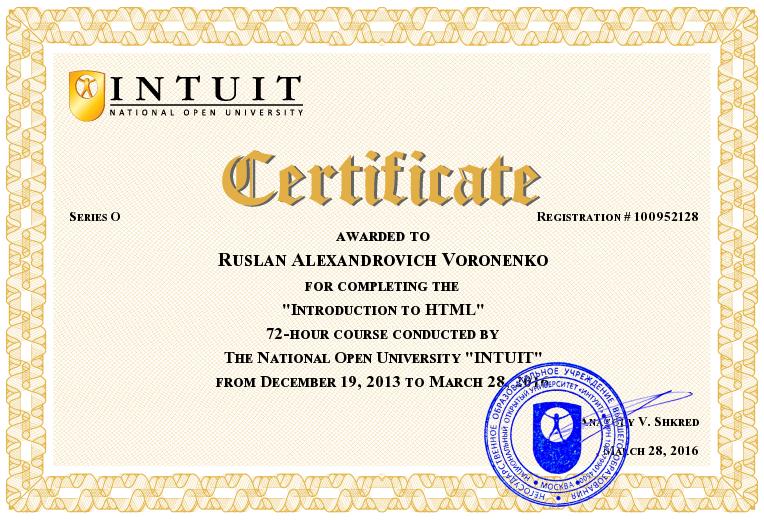 INTUIT
NATIONAL OPEN UNIVERSITY
Certificate
SERIES O
REGISTRATION # 100952128
AWARDED TO
RUSLAN ALEXANDROVICH VORONENKO
FOR COMPLETING THE
"INTRODUCTION TO HTML"
72-HOUR COURSE CONDUCTED BY
THE NATIONAL OPEN UNIVERSITY "INTUIT"
FROM DECEMBER 19, 2013 TO MARCH 28, 2016
V. SHKRED
MARCH 28, 2016
НЕГОСУДАРСТВЕННОЕ ОБРАЗОВАТЕЛЬНОЕ УЧРЕЖДЕНИЕ ВЫСШЕГО ОБРАЗОВАНИЯ
НАЦИОНАЛЬНЫЙ ОТКРЫТЫЙ УНИВЕРСИТЕТ «ИНТУИТ»
МОСКВА